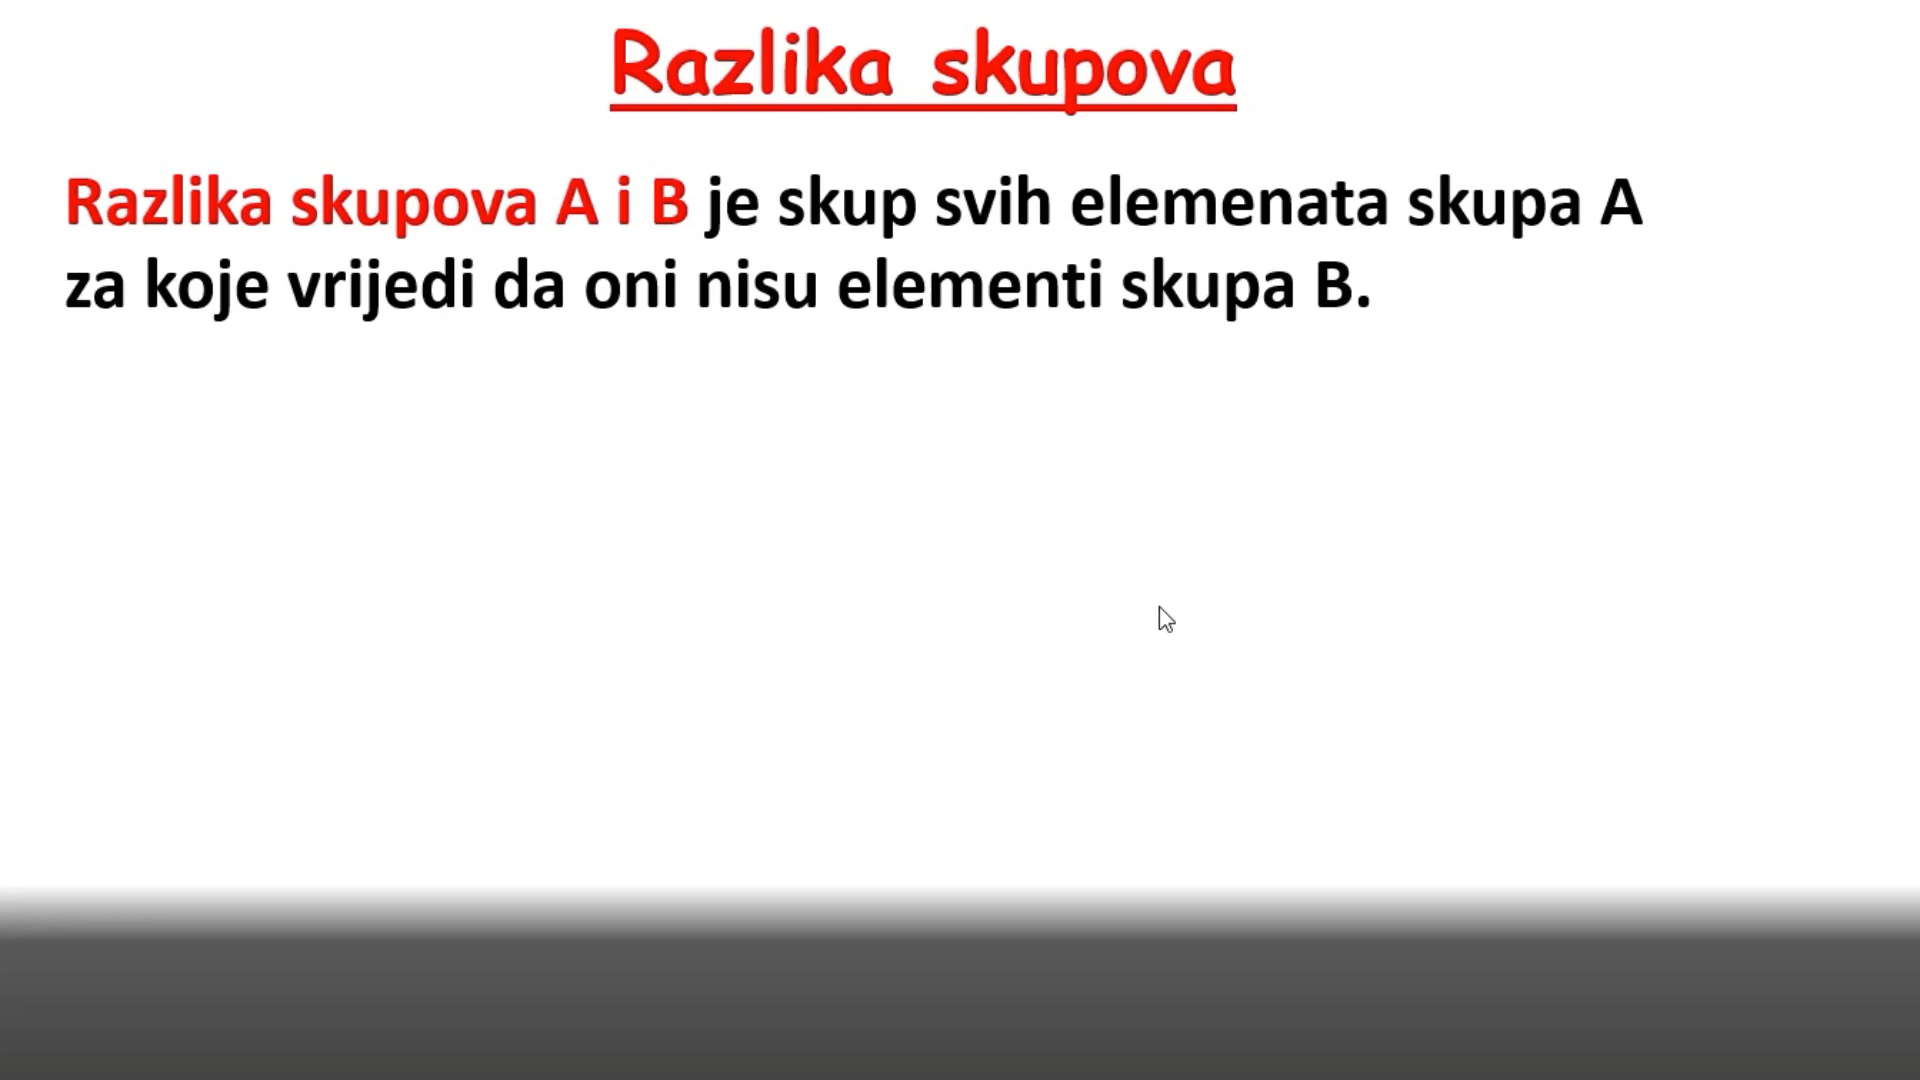 Razlika skupova
Razlika skupova A i B je skup svih elemenata skupa A
za koje vrijedi da oni nisu elementi skupa B.